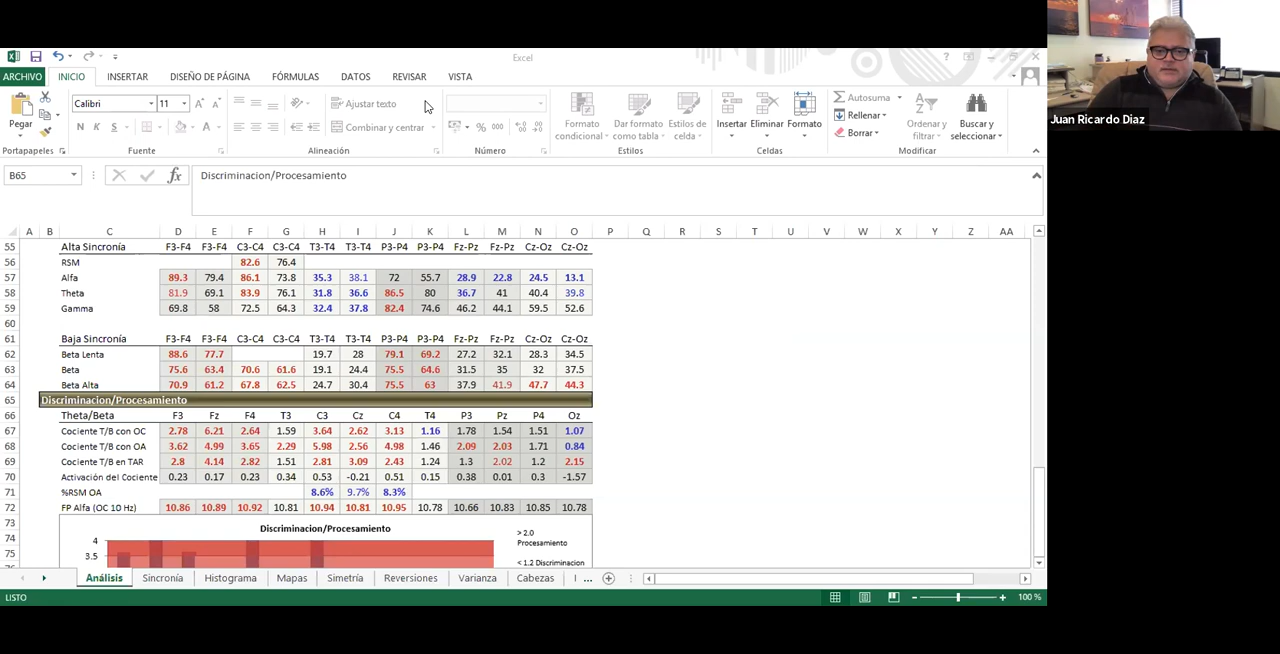 Excel
ARCHIVO INICIO INSERTAR DISEÑO DE PÁGINA FÓRMULAS DATOS REVISAR VISTA
Juan Ricardo Diaz
Pegar
Calibri 11
N K S
Ajustar texto
Combinar y centrar
% 000
Formato condicional
Dar formato como tabla
Estilos de celda
Insertar Eliminar Formato
Autosuma
Rellenar
Borrar
Ordenar y filtrar
Buscar y seleccionar
Portapapeles Fuente Alineación Número Estilos Celdas Modificar
B65 fx Discriminacion/Procesamiento
A B C D E F G H I J K L M N O P Q R S T U V W X Y Z AA
55 Alta Sincronía F3-F4 F3-F4 C3-C4 C3-C4 T3-T4 T3-T4 P3-P4 P3-P4 Fz-Pz Fz-Pz Cz-Oz Cz-Oz
56 RSM 82.6 76.4
57 Alfa 89.3 79.4 86.1 73.8 35.3 38.1 72 55.7 28.9 22.8 24.5 13.1
58 Theta 81.9 69.1 83.9 76.1 31.8 36.6 86.5 80 36.7 41 40.4 39.8
59 Gamma 69.8 58 72.5 64.3 32.4 37.8 82.4 74.6 46.2 44.1 59.5 52.6
60
61 Baja Sincronía F3-F4 F3-F4 C3-C4 C3-C4 T3-T4 T3-T4 P3-P4 P3-P4 Fz-Pz Fz-Pz Cz-Oz Cz-Oz
62 Beta Lenta 88.6 77.7 19.7 28 79.1 69.2 27.2 32.1 28.3 34.5
63 Beta 75.6 63.4 70.6 61.6 19.1 24.4 75.5 64.6 31.5 35 32 37.5
64 Beta Alta 70.9 61.2 67.8 62.5 24.7 30.4 75.5 63 37.9 41.9 47.7 44.3
65 Discriminacion/Procesamiento
66 Theta/Beta F3 Fz F4 T3 C3 Cz C4 T4 P3 Pz P4 Oz
67 Cociente T/B con OC 2.78 6.21 2.64 1.59 3.64 2.62 3.13 1.16 1.78 1.54 1.51 1.07
68 Cociente T/B con OA 3.62 4.99 3.65 2.29 5.98 2.56 4.98 1.46 2.09 2.03 1.71 0.84
69 Cociente T/B en TAR 2.8 4.14 2.82 1.51 2.81 3.09 2.43 1.24 1.3 2.02 1.2 2.15
70 Activación del Cociente 0.23 0.17 0.23 0.34 0.53 -0.21 0.51 0.15 0.38 0.01 0.3 -1.57
71 %RSM OA 8.6% 9.7% 8.3%
72 FP Alfa (OC 10 Hz) 10.86 10.89 10.92 10.81 10.94 10.81 10.95 10.78 10.66 10.83 10.85 10.78
73
74
75
Discriminacion/Procesamiento
4
3.5
> 2.0
Procesamiento
< 1.2 Discriminacion
Análisis Sincronía Histograma Mapas Simetría Reversiones Varianza Cabezas I ...
LISTO 100 %